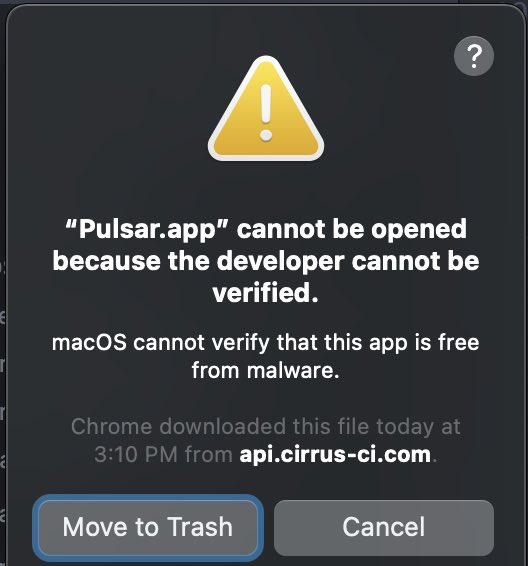 ?
“Pulsar.app” cannot be opened
because the developer cannot be
verified.
macOS cannot verify that this app is free
from malware.
Chrome downloaded this file today at
3:10 PM from api.cirrus-ci.com.
Move to Trash
Cancel